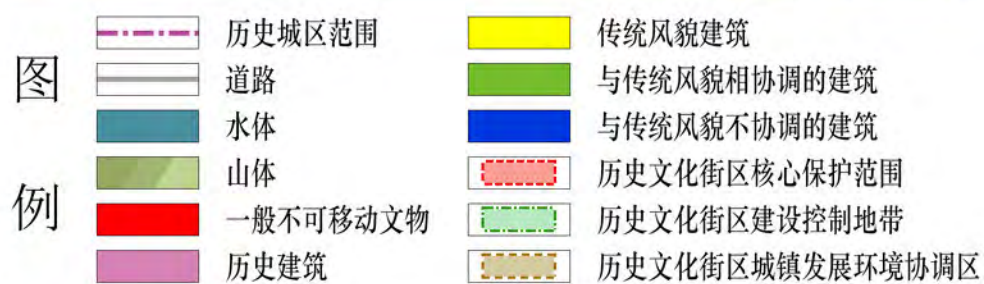 图例
历史城区范围
道路
水体
山体
一般不可移动文物
历史建筑
传统风貌建筑
与传统风貌相协调的建筑
与传统风貌不协调的建筑
历史文化街区核心保护范围
历史文化街区建设控制地带
历史文化街区城镇发展环境协调区